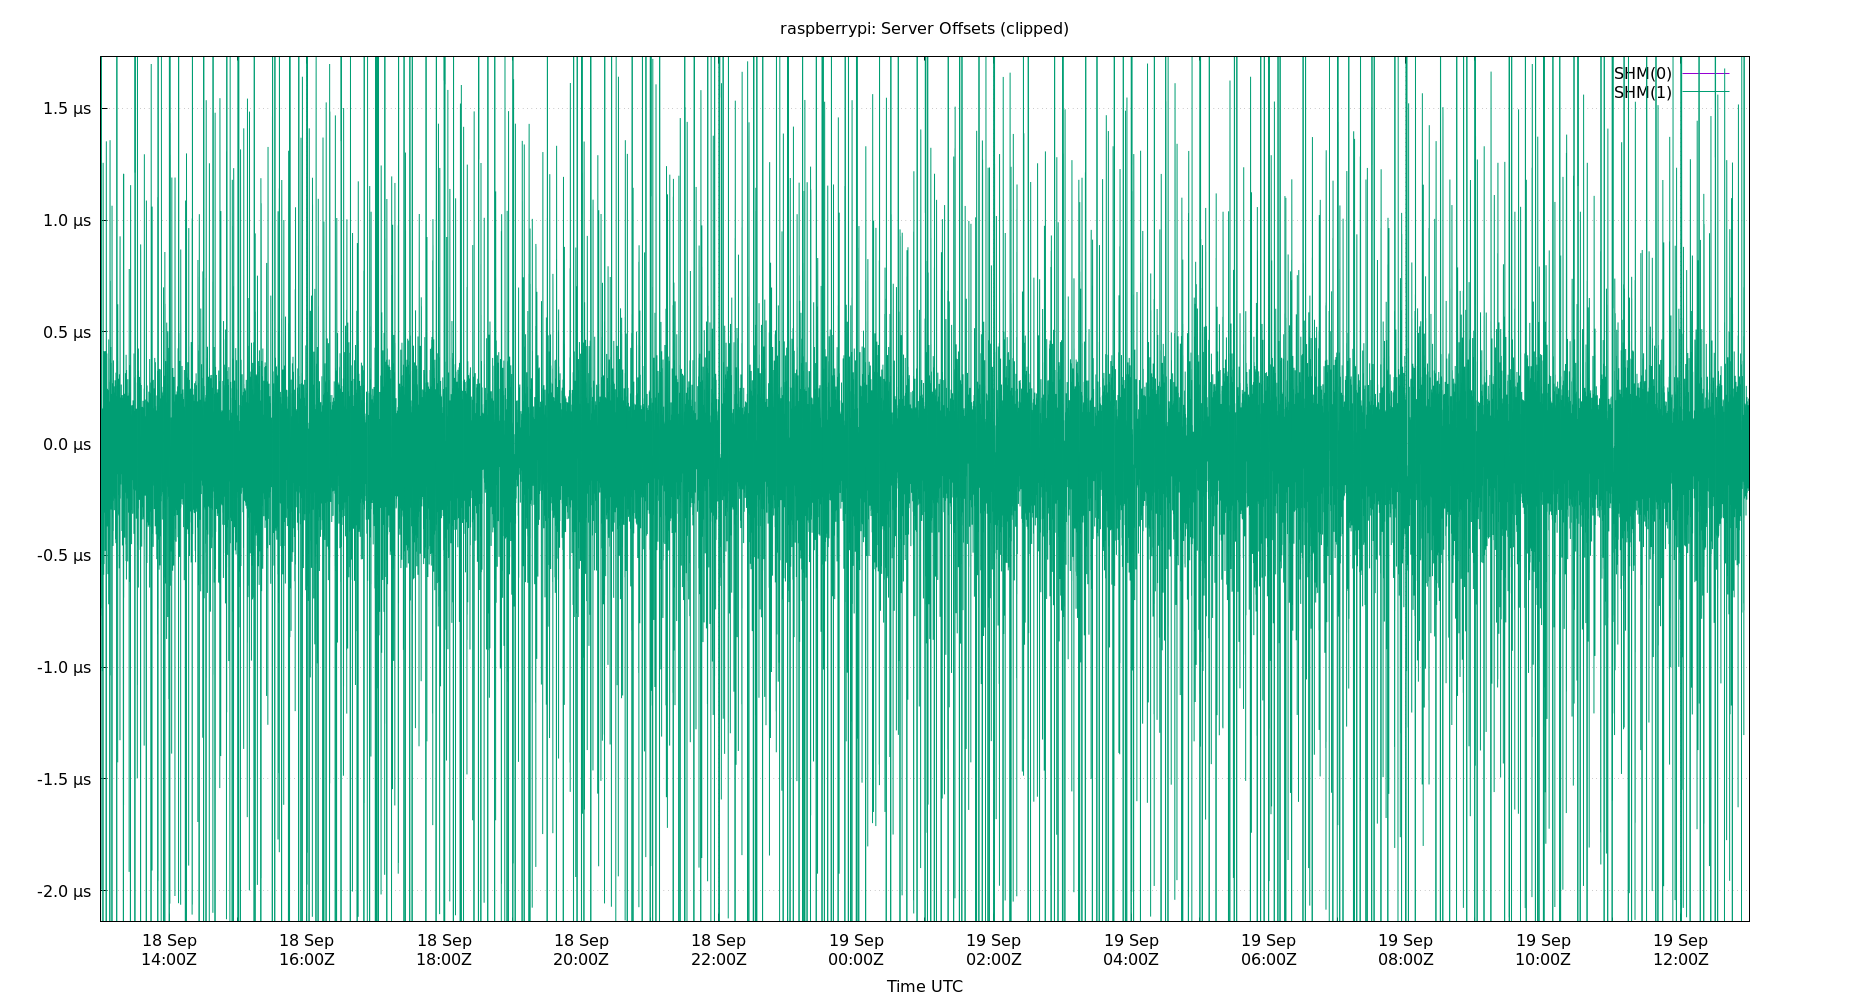 raspberrypi: Server Offsets (clipped)
SHM(0)
SHM(1)
1.5 µs
1.0 µs
0.5 µs
0.0 µs
-0.5 µs
-1.0 µs
-1.5 µs
-2.0 µs
18 Sep 18 Sep 18 Sep 18 Sep 18 Sep 19 Sep 19 Sep 19 Sep 19 Sep 19 Sep 19 Sep 19 Sep
14:00Z 16:00Z 18:00Z 20:00Z 22:00Z 00:00Z 02:00Z 04:00Z 06:00Z 08:00Z 10:00Z 12:00Z
Time UTC